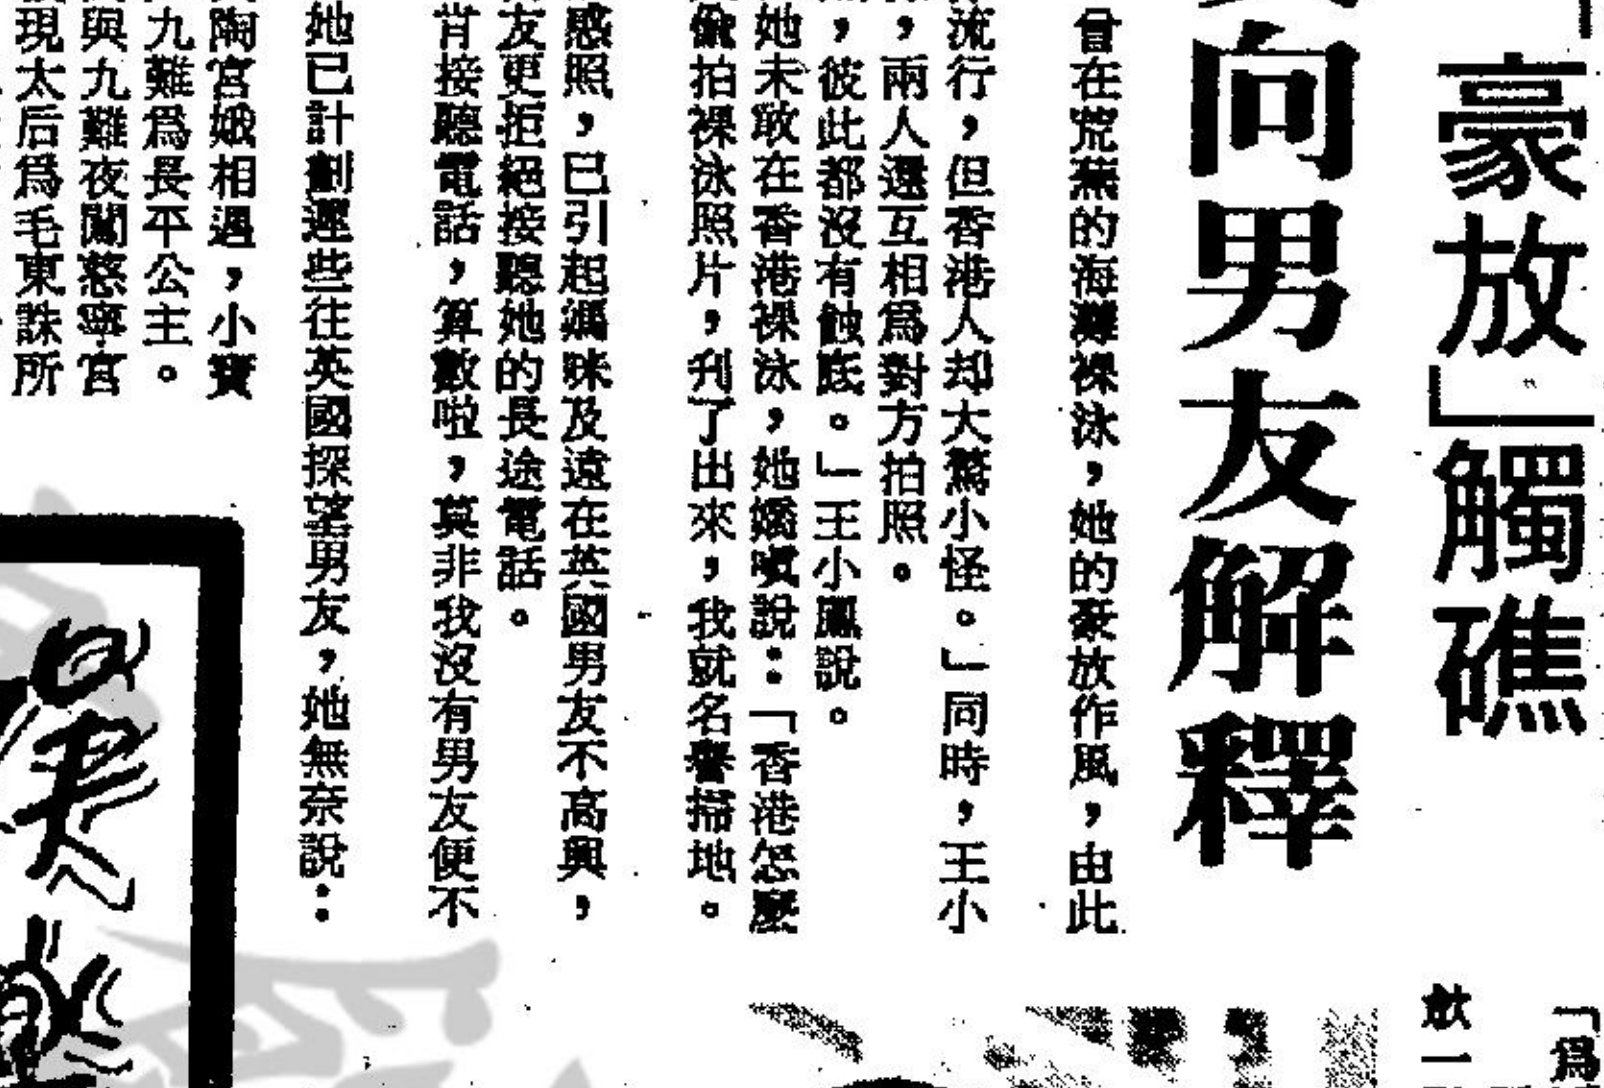 「豪放」觸礁
向男友解釋
曾在荒蕪的海灘裸泳，她的豪放作風，由此
流行，但香港人却大驚小怪。」同時，王小
，兩人還互相爲對方拍照。
，彼此都沒有蝕底。」王小鳳說。
她未敢在香港裸泳，她嬌嗔說：「香港怎麼
偷拍裸泳照片，刋了出來，我就名譽掃地。
感照，已引起媽咪及遠在英國男友不高興，
友更拒絕接聽她的長途電話。
肯接聽電話，算數啦，莫非我沒有男友便不
她已計劃遲些往英國探望男友，她無奈說：
陶宮娥相遇，小寶
九難爲長平公主。
與九難夜闖慈寧宮
現太后爲毛東誅所
「爲
歡一